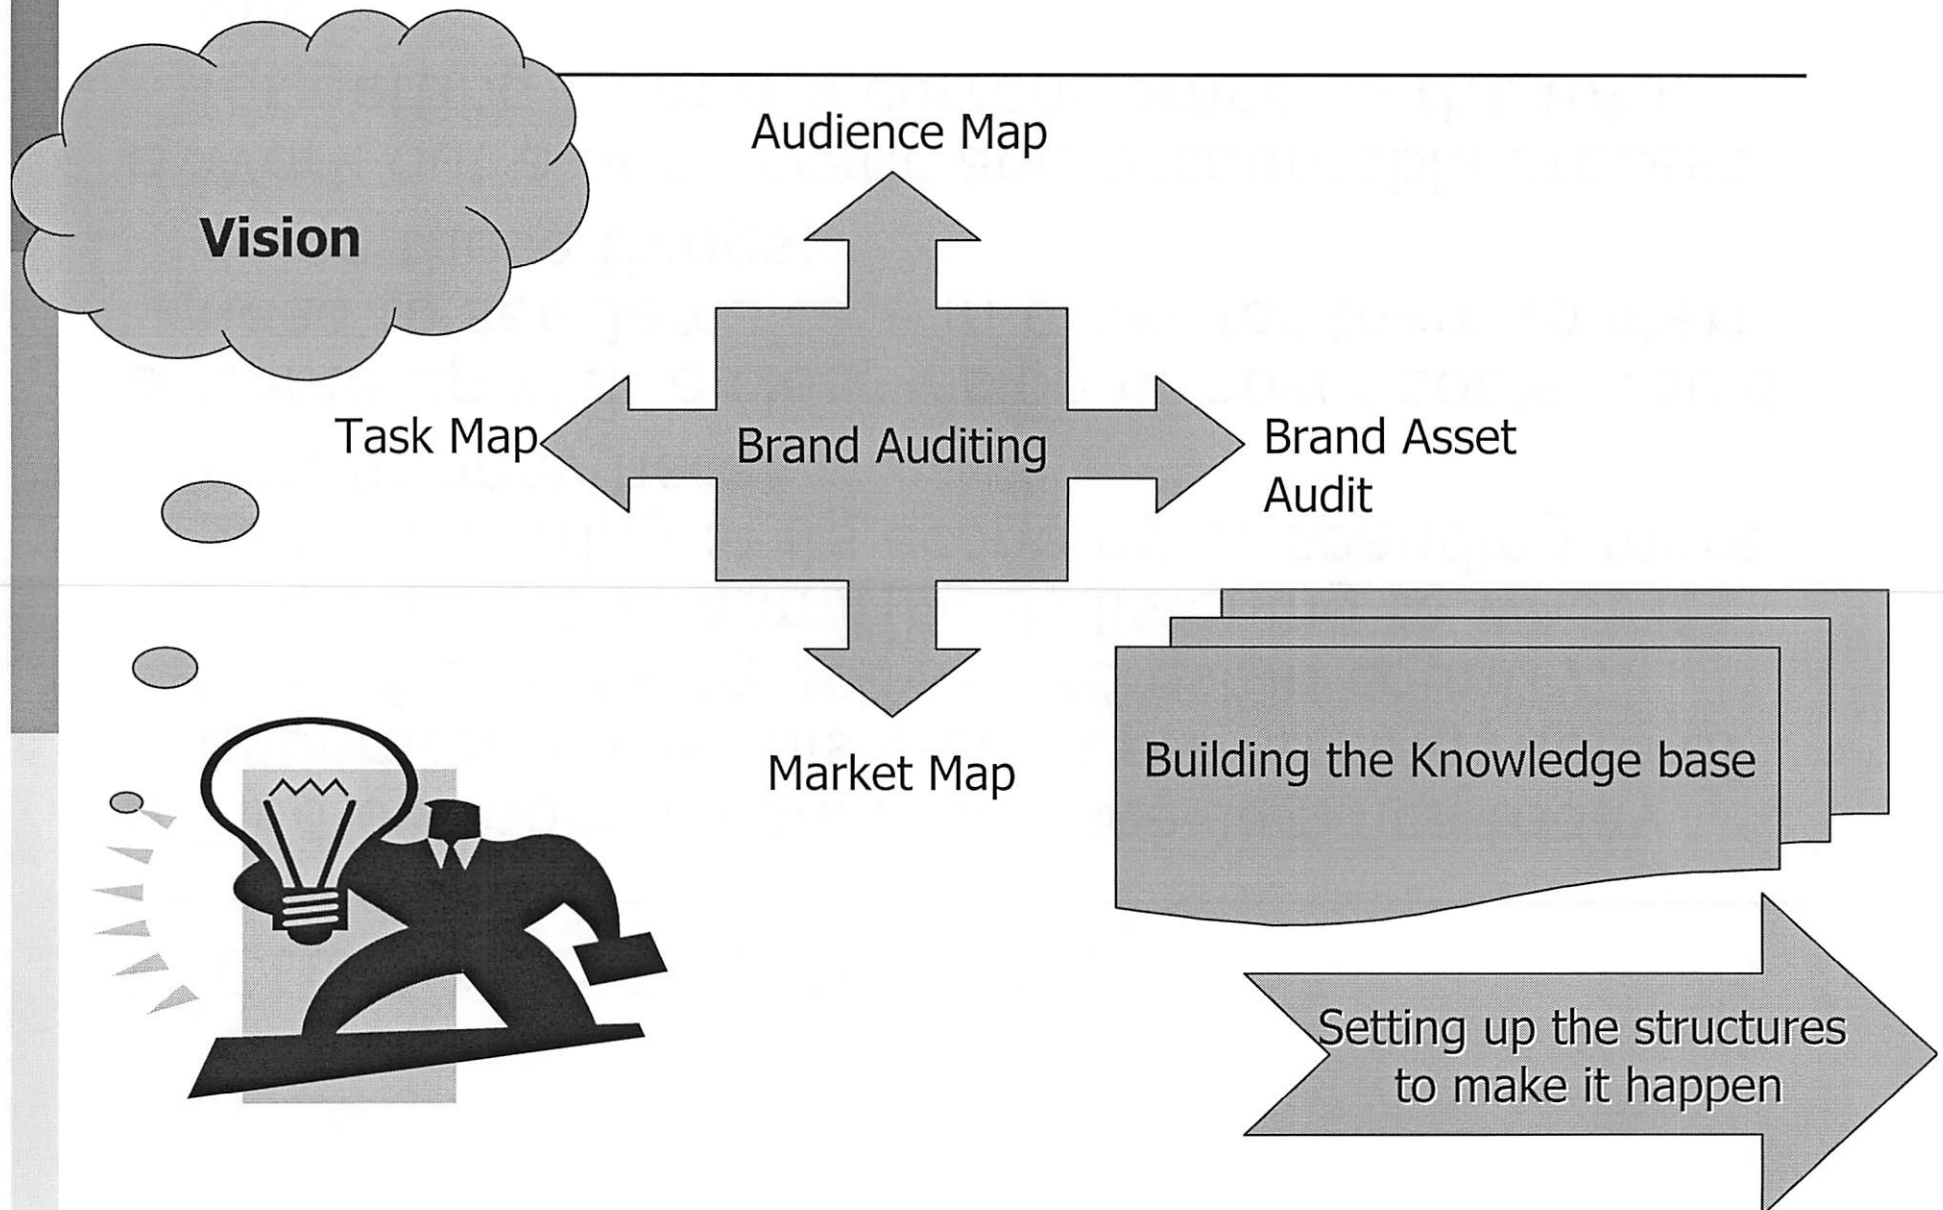 Vision
Audience Map
Task Map
Brand Auditing
Brand Asset
Audit
Market Map
Building the Knowledge base
Setting up the structures
to make it happen